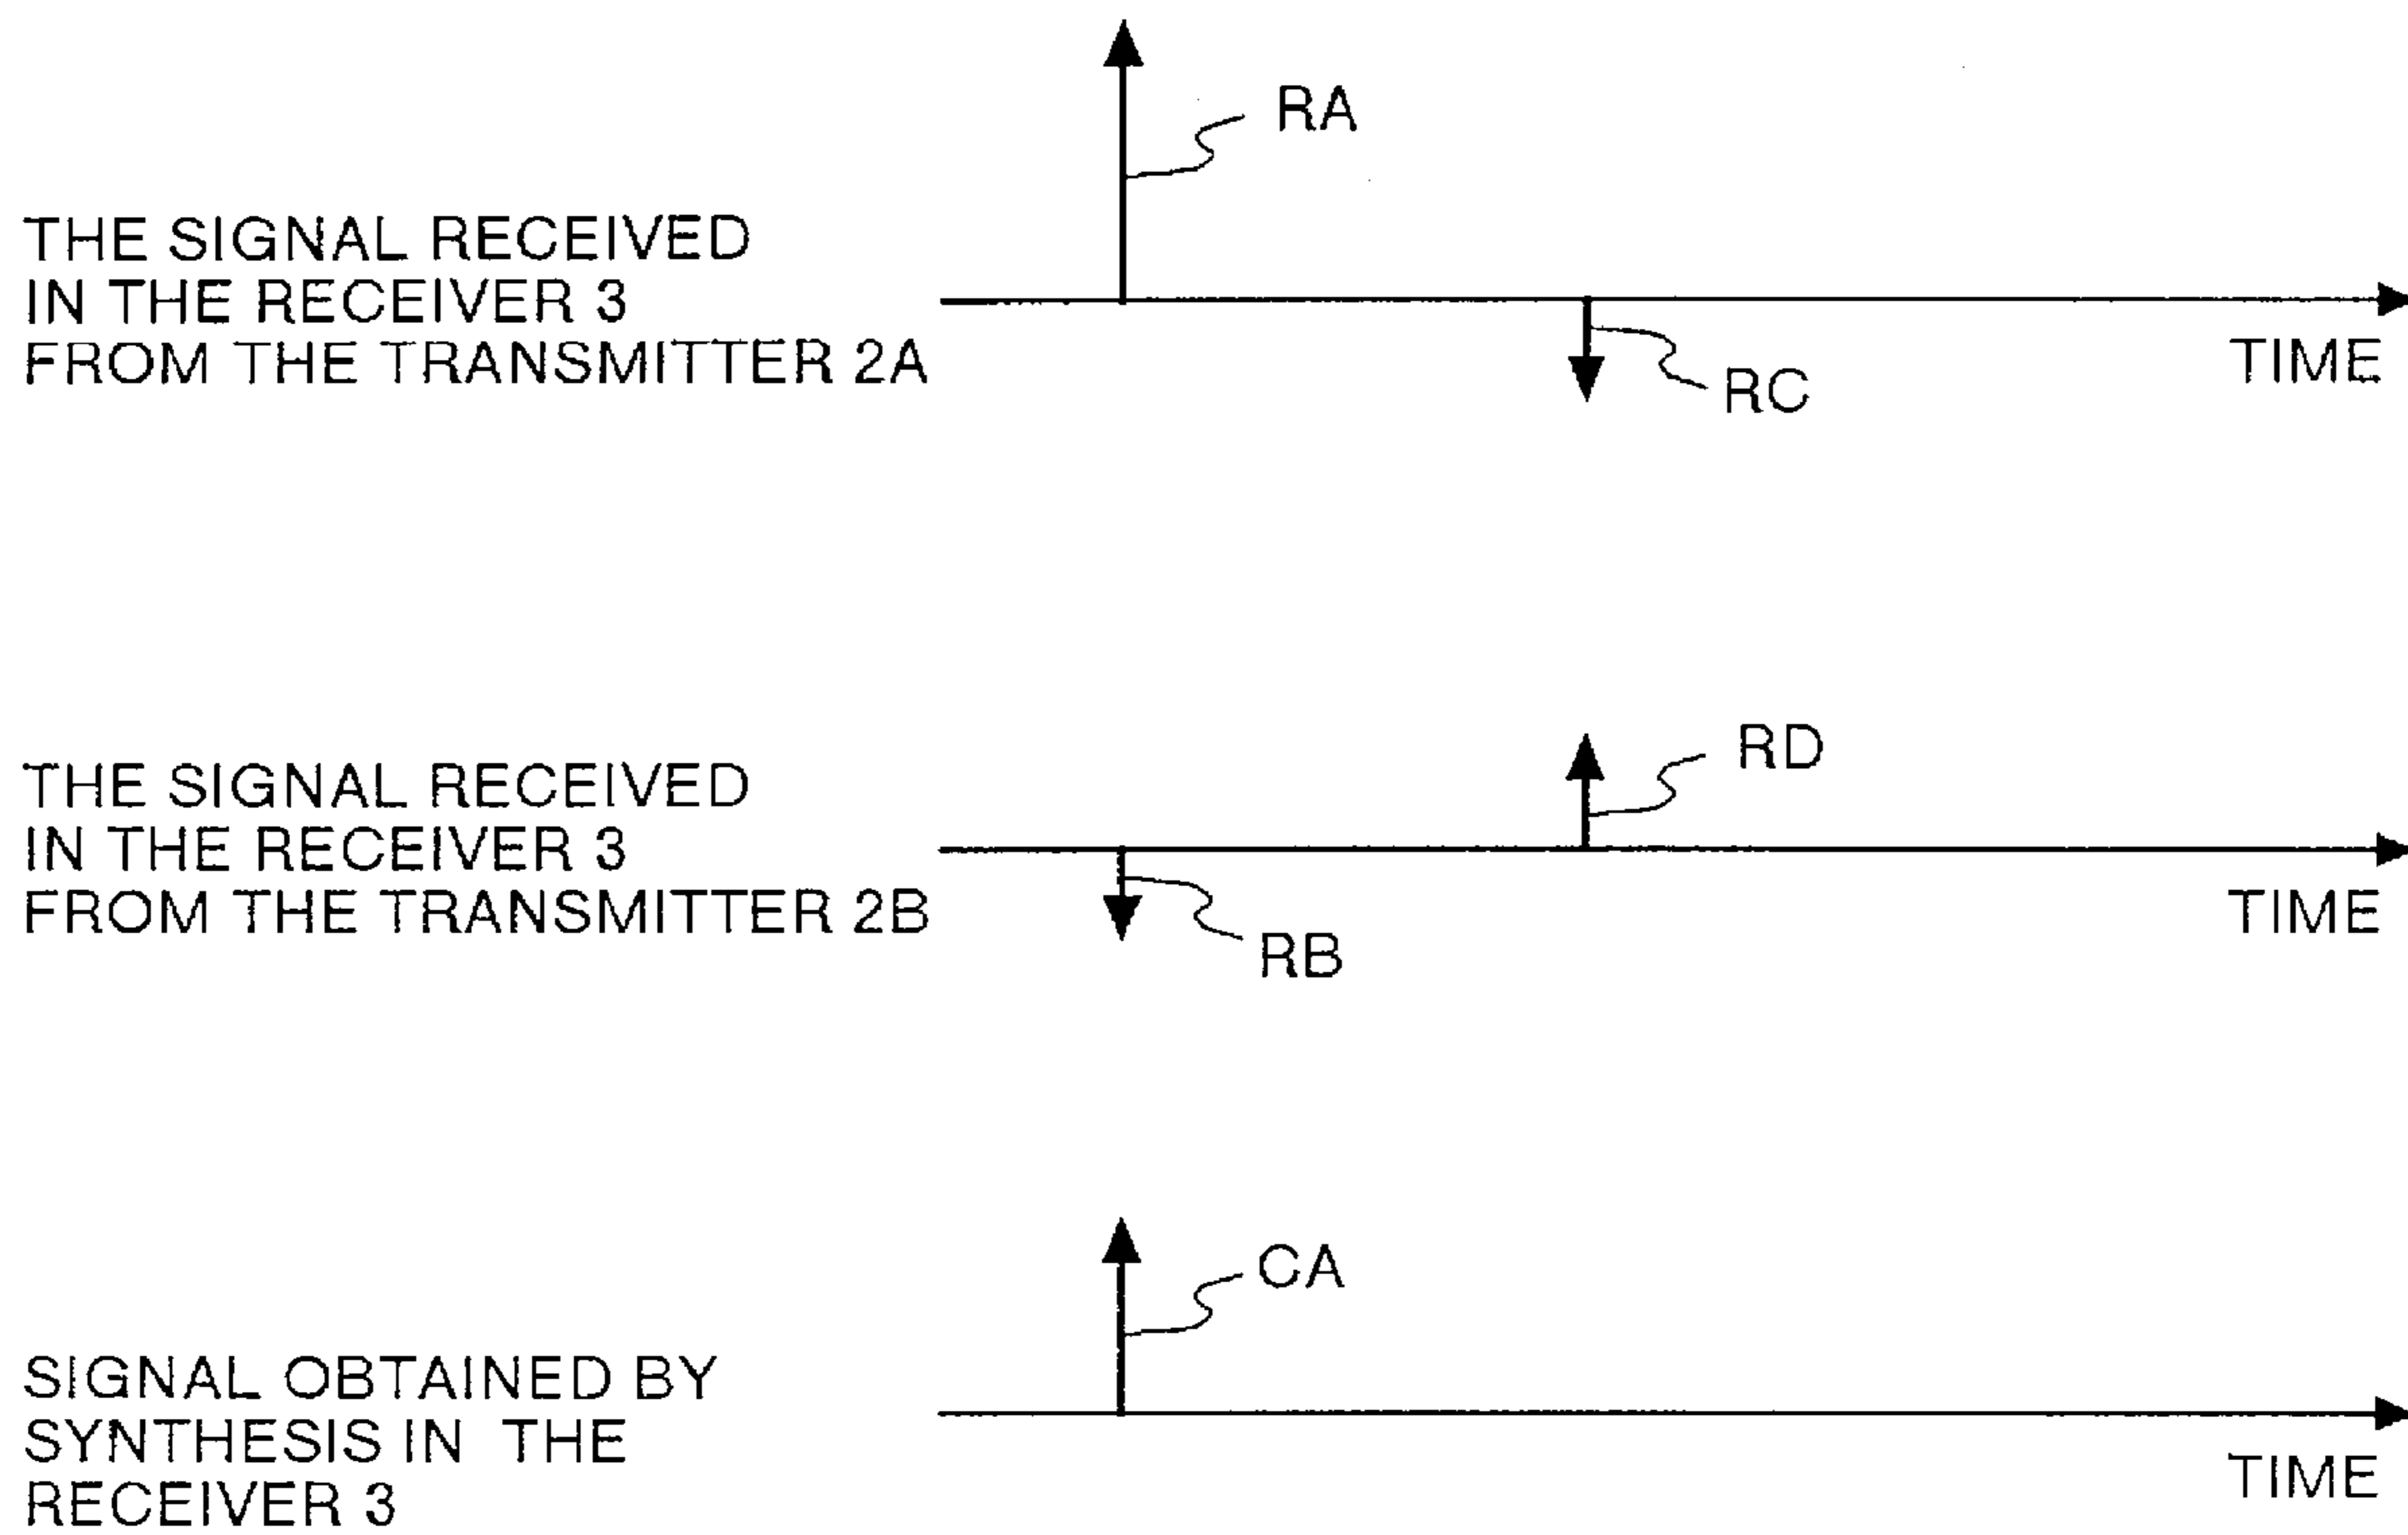 RA
THE SIGNAL RECEIVED
IN THE RECEIVER 3
FROM THE TRANSMITTER 2A
TIME
RC
RD
THE SIGNAL RECEIVED
IN THE RECEIVER 3
FROM THE TRANSMITTER 2B
TIME
RB
CA
SIGNAL OBTAINED BY
SYNTHESIS IN THE
RECEIVER 3
TIME